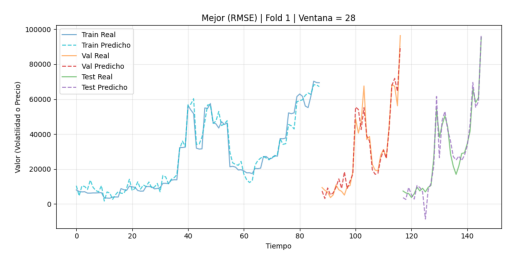 Mejor (RMSE) | Fold 1 | Ventana = 28
Train Real
Train Predicho
Val Real
Val Predicho
Test Real
Test Predicho
Valor (Volatilidad o Precio)
100000
80000
60000
40000
20000
0
0 20 40 60 80 100 120 140
Tiempo